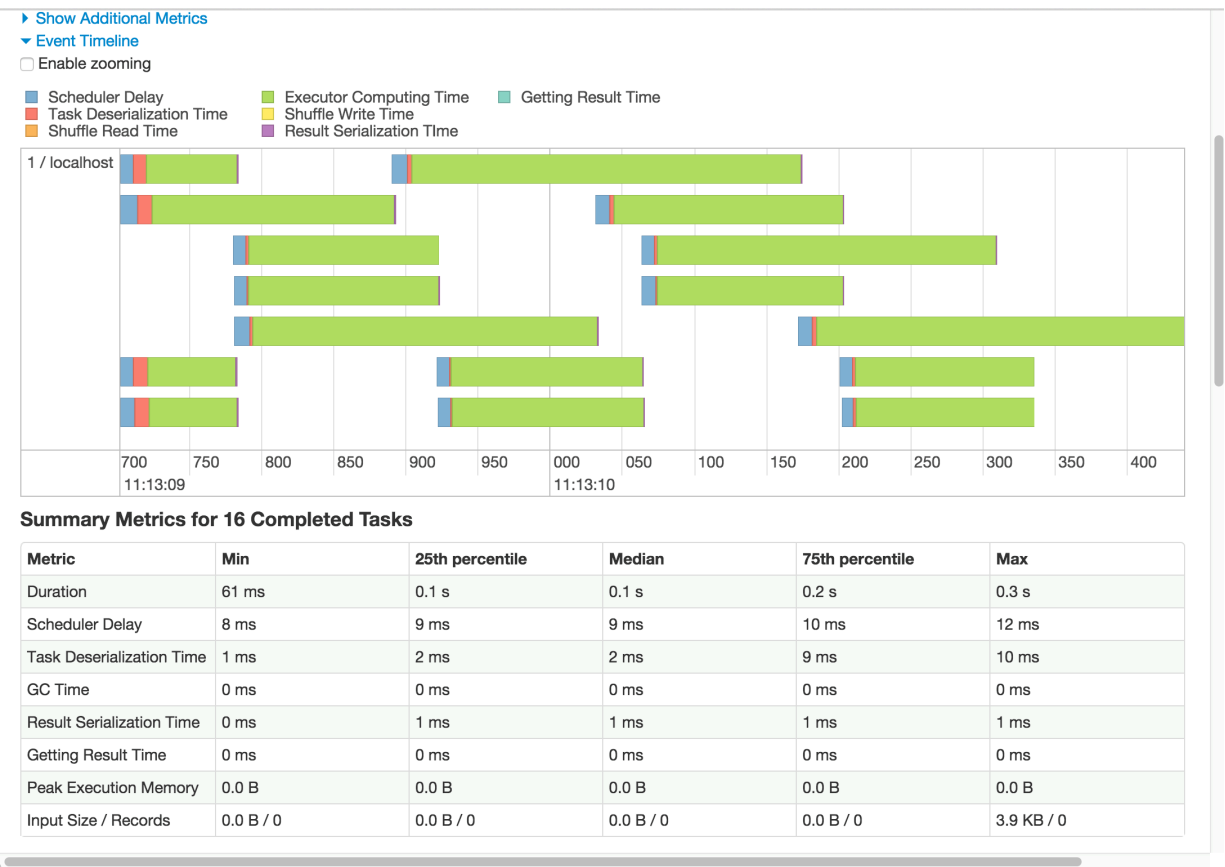 Show Additional Metrics
Event Timeline
Enable zooming
Scheduler Delay Executor Computing Time Getting Result Time
Task Deserialization Time Shuffle Write Time
Shuffle Read Time Result Serialization TIme
1 / localhost
700 750 800 850 900 950 000 050 100 150 200 250 300 350 400
11:13:09 11:13:10
Summary Metrics for 16 Completed Tasks
Metric Min 25th percentile Median 75th percentile Max
Duration 61 ms 0.1 s 0.1 s 0.2 s 0.3 s
Scheduler Delay 8 ms 9 ms 9 ms 10 ms 12 ms
Task Deserialization Time 1 ms 2 ms 2 ms 9 ms 10 ms
GC Time 0 ms 0 ms 0 ms 0 ms 0 ms
Result Serialization Time 0 ms 1 ms 1 ms 1 ms 1 ms
Getting Result Time 0 ms 0 ms 0 ms 0 ms 0 ms
Peak Execution Memory 0.0 B 0.0 B 0.0 B 0.0 B 0.0 B
Input Size / Records 0.0 B / 0 0.0 B / 0 0.0 B / 0 0.0 B / 0 3.9 KB / 0